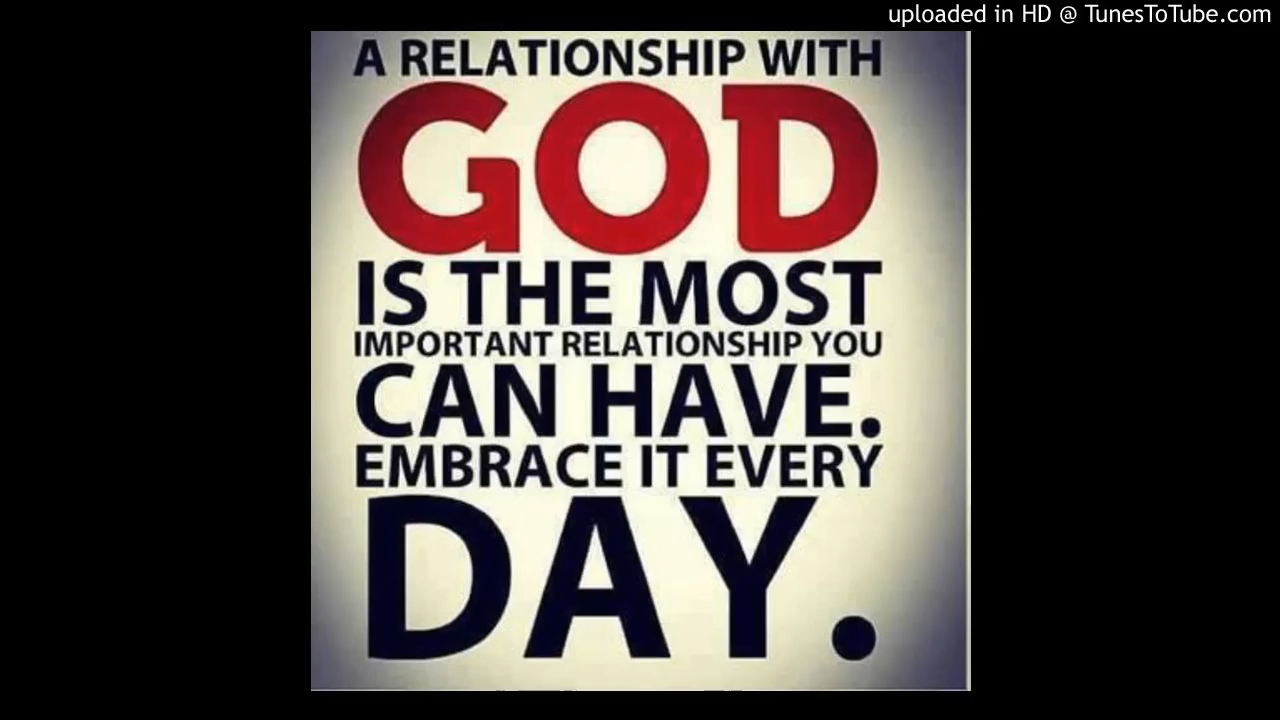 uploaded in HD @ TunesToTube.com
A RELATIONSHIP WITH
GOD
IS THE MOST
IMPORTANT RELATIONSHIP YOU
CAN HAVE.
EMBRACE IT EVERY
DAY.